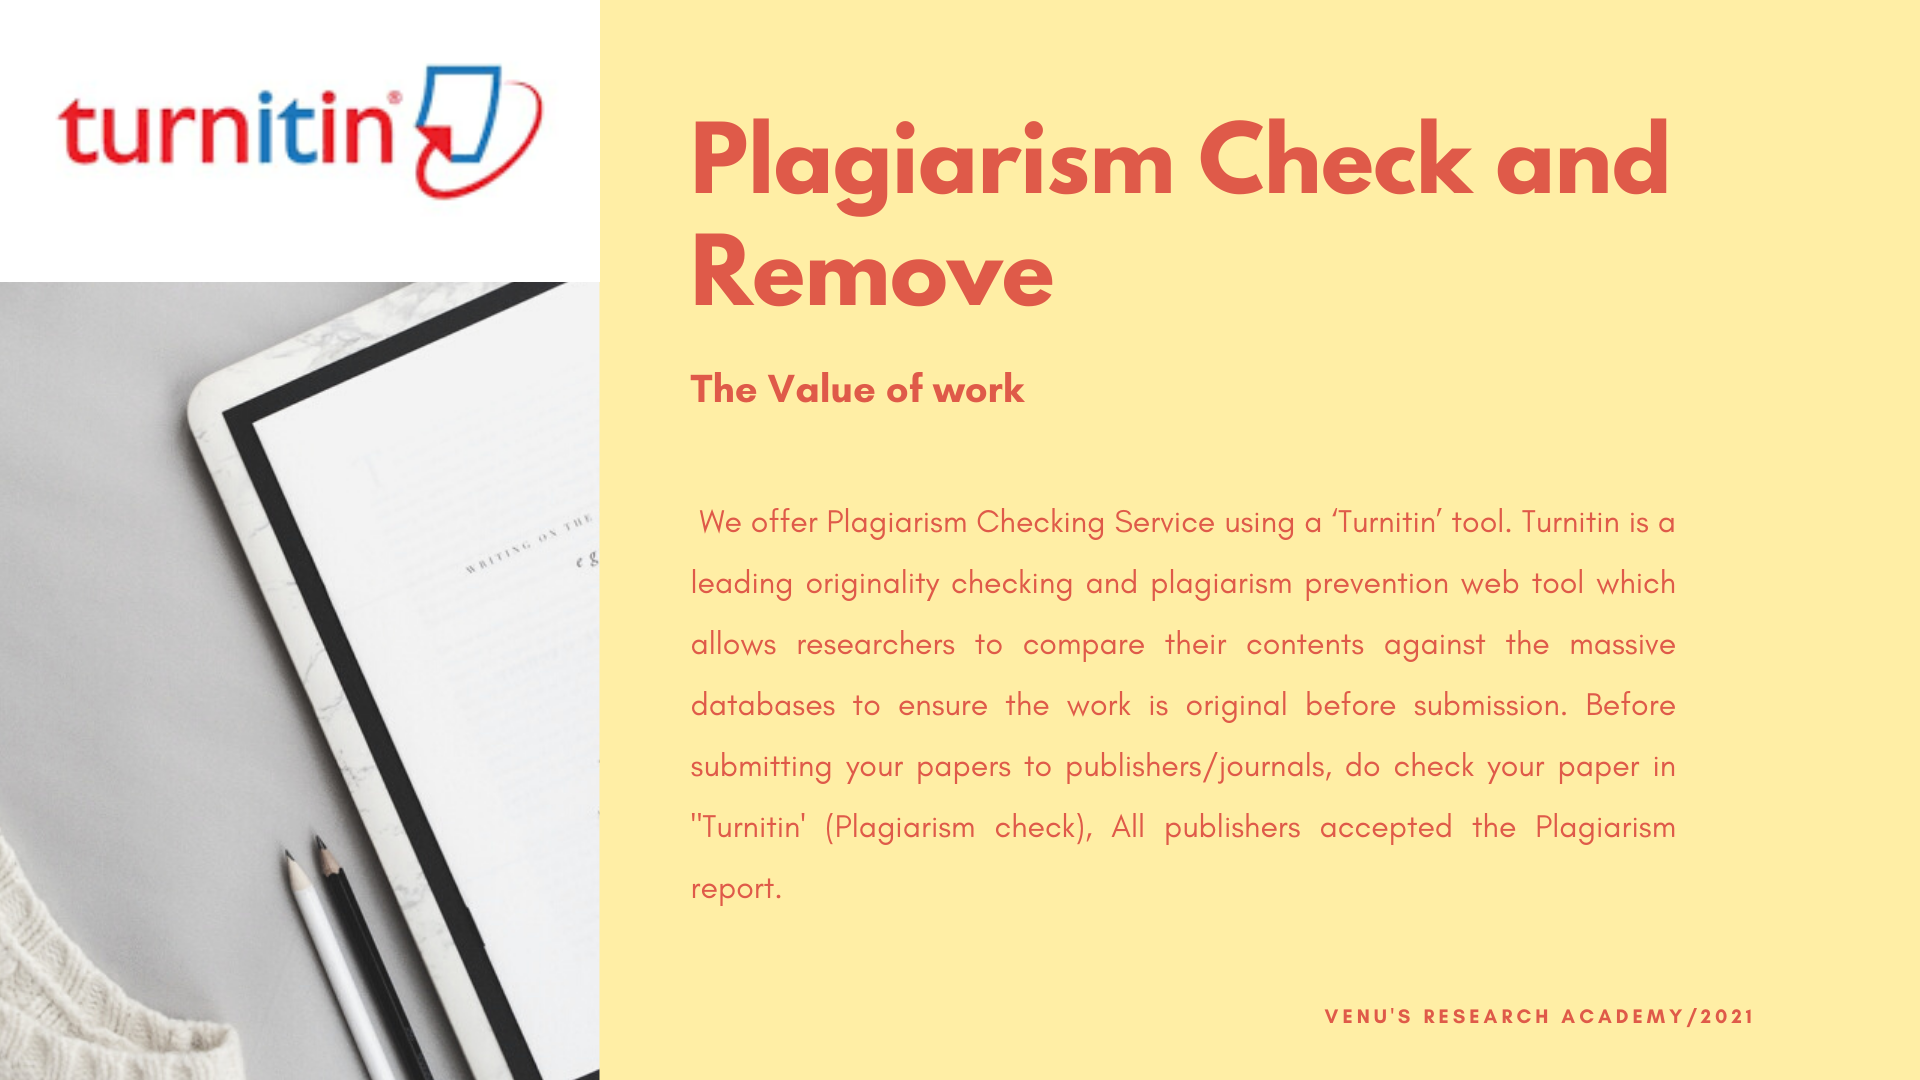 turnitin®
Plagiarism Check and
Remove
The Value of work
We offer Plagiarism Checking Service using a ‘Turnitin’ tool. Turnitin is a
leading originality checking and plagiarism prevention web tool which
allows researchers to compare their contents against the massive
databases to ensure the work is original before submission. Before
submitting your papers to publishers/journals, do check your paper in
"Turnitin' (Plagiarism check), All publishers accepted the Plagiarism
report.
WRITING ON THE
eg
VENU'S RESEARCH ACADEMY/2021